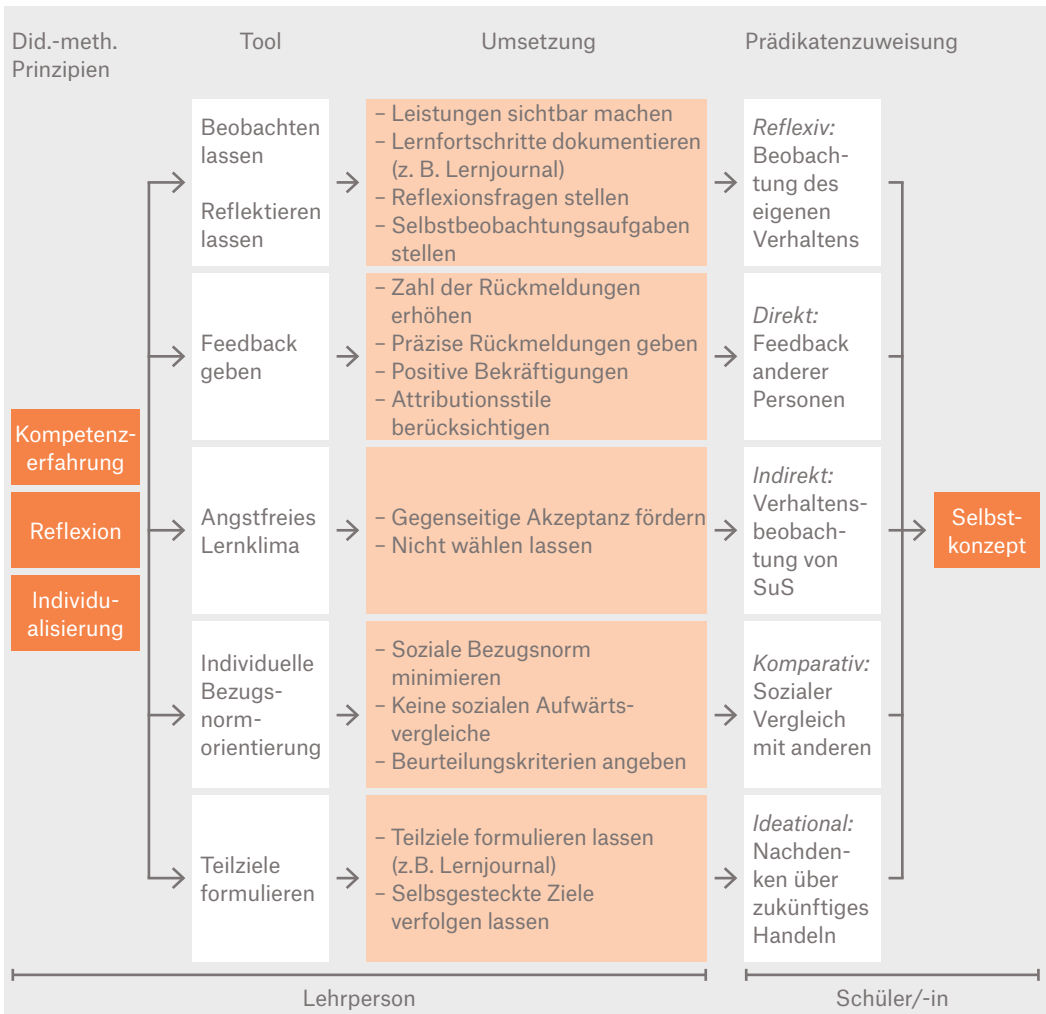 Did.-meth.
Prinzipien
Tool
Umsetzung
Prädikatenzuweisung
Kompetenz-
erfahrung
Reflexion
Individu-
alisierung
Beobachten
lassen
Reflektieren
lassen
– Leistungen sichtbar machen
– Lernfortschritte dokumentieren
(z. B. Lernjournal)
– Reflexionsfragen stellen
– Selbstbeobachtungsaufgaben
stellen
Reflexiv:
Beobach-
tung des
eigenen
Verhaltens
Feedback
geben
– Zahl der Rückmeldungen
erhöhen
– Präzise Rückmeldungen geben
– Positive Bekräftigungen
– Attributionsstile
berücksichtigen
Direkt:
Feedback
anderer
Personen
Angstfreies
Lernklima
– Gegenseitige Akzeptanz fördern
– Nicht wählen lassen
Indirekt:
Verhaltens-
beobach-
tung von
SuS
Individuelle
Bezugs-
norm-
orientierung
– Soziale Bezugsnorm
minimieren
– Keine sozialen Aufwärts-
vergleiche
– Beurteilungskriterien angeben
Komparativ:
Sozialer
Vergleich
mit anderen
Teilziele
formulieren
– Teilziele formulieren lassen
(z.B. Lernjournal)
– Selbsgesteckte Ziele
verfolgen lassen
Ideational:
Nachden-
ken über
zukünftiges
Handeln
Selbst-
konzept
Lehrperson
Schüler/-in